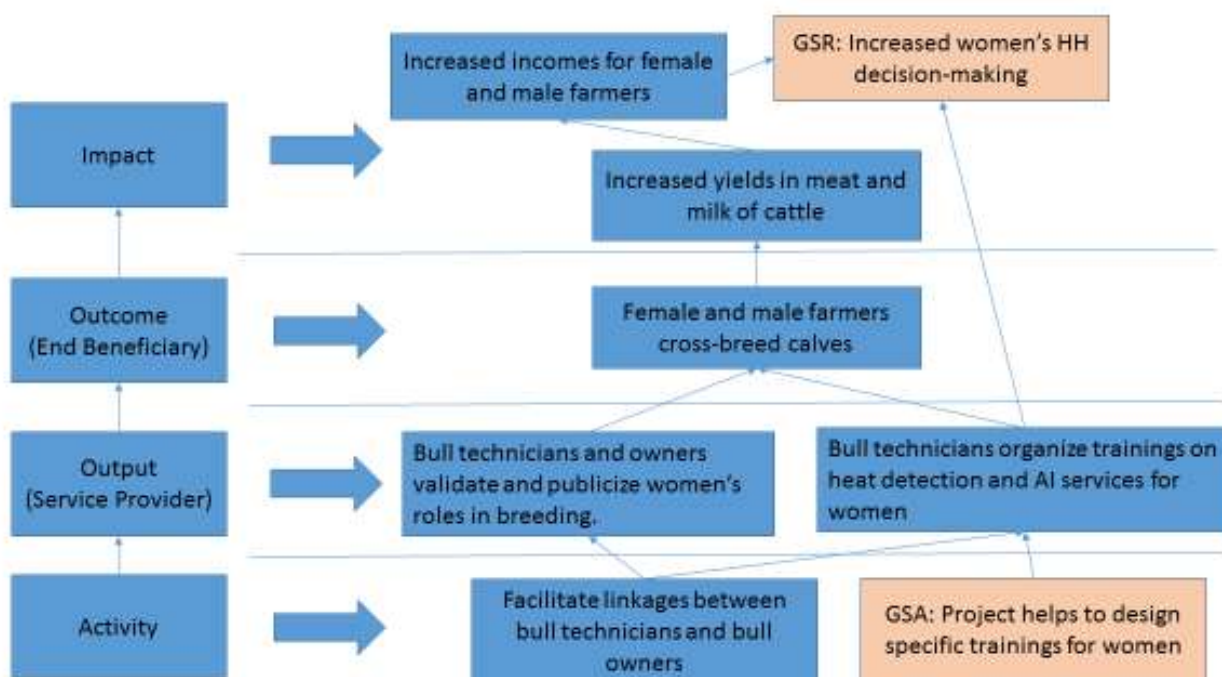 Increased incomes for female
and male farmers
GSR: Increased women's HH
decision-making
Impact
Increased yields in meat and
milk of cattle
Outcome
(End Beneficiary)
Female and male farmers
cross-breed calves
Output
(Service Provider)
Bull technicians and owners
validate and publicize women's
roles in breeding.
Bull technicians organize trainings on
heat detection and AI services for
women
Activity
Facilitate linkages between
bull technicians and bull
owners
GSA: Project helps to design
specific trainings for women